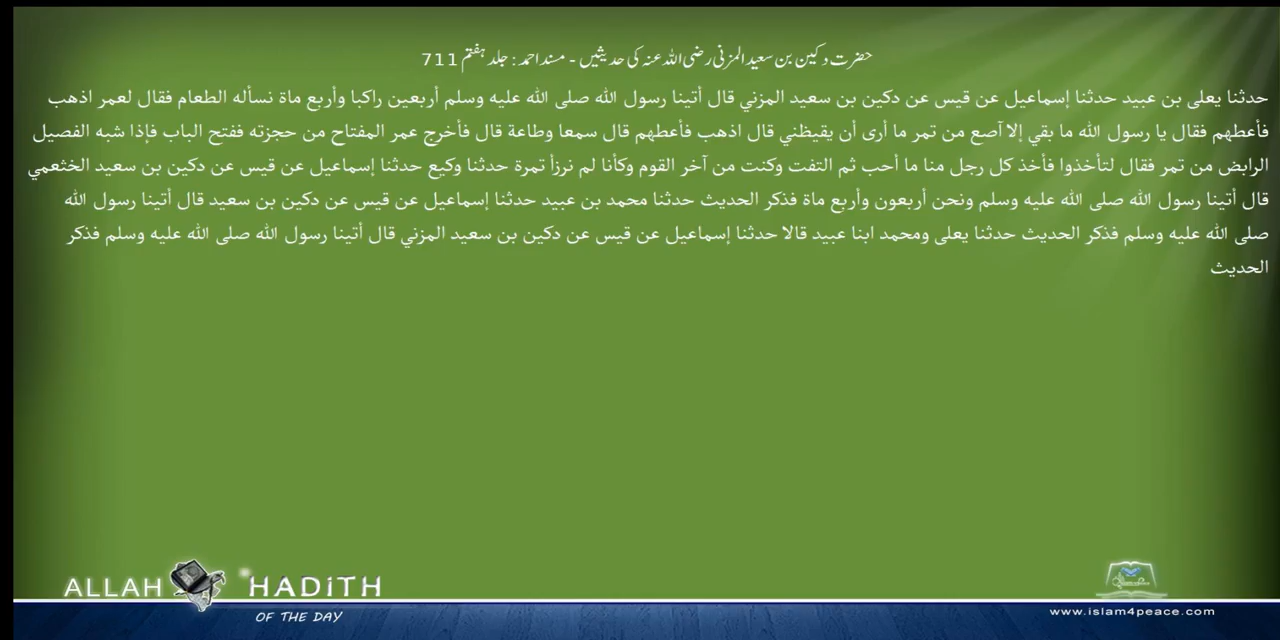 حضرت دکین بن سعید المزنی رضی اللہ عنہ کی حدیثیں - مسند احمد : جلد ہفتم 711
حدثنا يعلى بن عبيد حدثنا إسماعيل عن قيس عن دكين بن سعيد المزني قال أتينا رسول الله صلى الله عليه وسلم أربعين راكبا وأربع مائة نسأله الطعام فقال لعمر اذهب
فأعطهم فقال يا رسول الله ما بقي إلا آصع من تمر ما أرى أن يقيظني قال اذهب فأعطهم قال سمعا وطاعة قال فأخرج عمر المفتاح من حجزته ففتح الباب فإذا شبه الفصيل
الرابض من تمر فقال لتأخذوا فأخذ كل رجل منا ما أحب ثم التفت وكنت من آخر القوم وكأنا لم نرزأ تمرة حدثنا وكيع حدثنا إسماعيل عن قيس عن دكين بن سعيد الخثعمي
قال أتينا رسول الله صلى الله عليه وسلم ونحن أربعون وأربع مائة فذكر الحديث حدثنا محمد بن عبيد حدثنا إسماعيل عن قيس عن دكين بن سعيد قال أتينا رسول الله
صلى الله عليه وسلم فذكر الحديث حدثنا يعلى ومحمد ابنا عبيد قالا حدثنا إسماعيل عن قيس عن دكين بن سعيد المزني قال أتينا رسول الله صلى الله عليه وسلم فذكر
الحديث
ALLAH HADITH
OF THE DAY
www.islam4peace.com